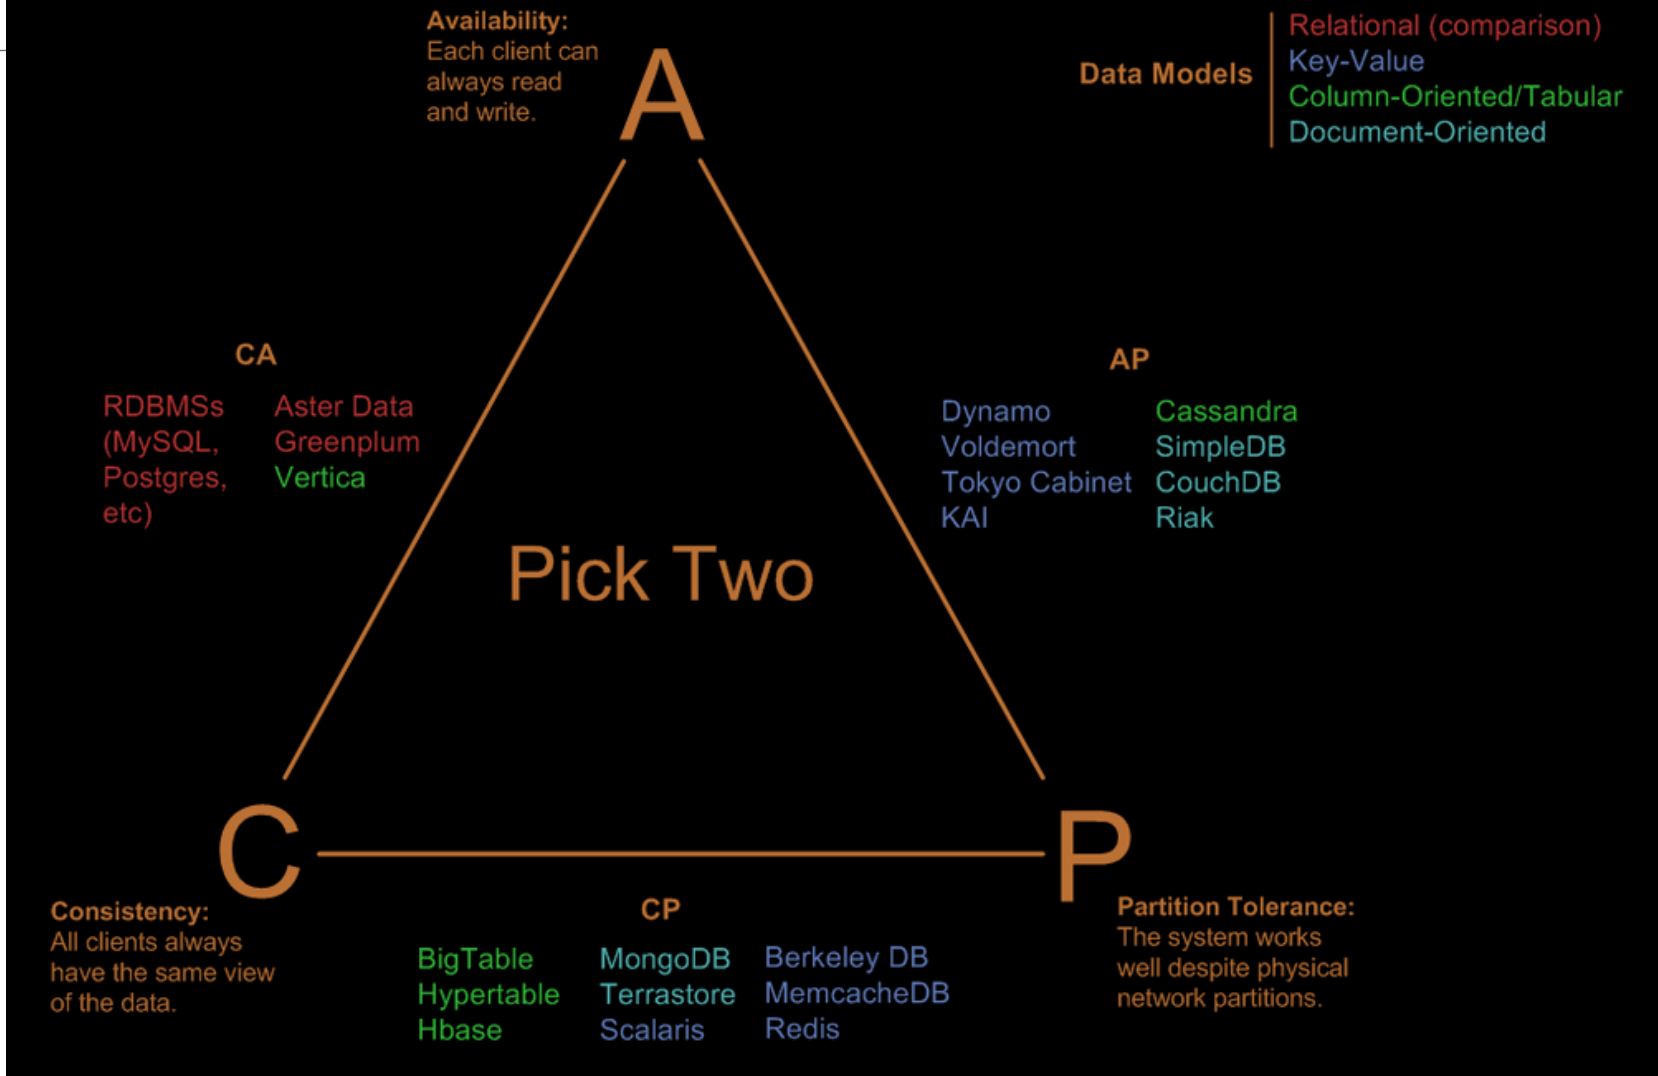 Availability:
Each client can
always read
and write.
A
Data Models
Relational (comparison)
Key-Value
Column-Oriented/Tabular
Document-Oriented
CA
RDBMSs
(MySQL,
Postgres,
etc)
Aster Data
Greenplum
Vertica
AP
Dynamo
Voldemort
Tokyo Cabinet
KAI
Cassandra
SimpleDB
CouchDB
Riak
Pick Two
C
Consistency:
All clients always
have the same view
of the data.
P
Partition Tolerance:
The system works
well despite physical
network partitions.
CP
BigTable
Hypertable
Hbase
MongoDB
Terrastore
Scalaris
Berkeley DB
MemcacheDB
Redis